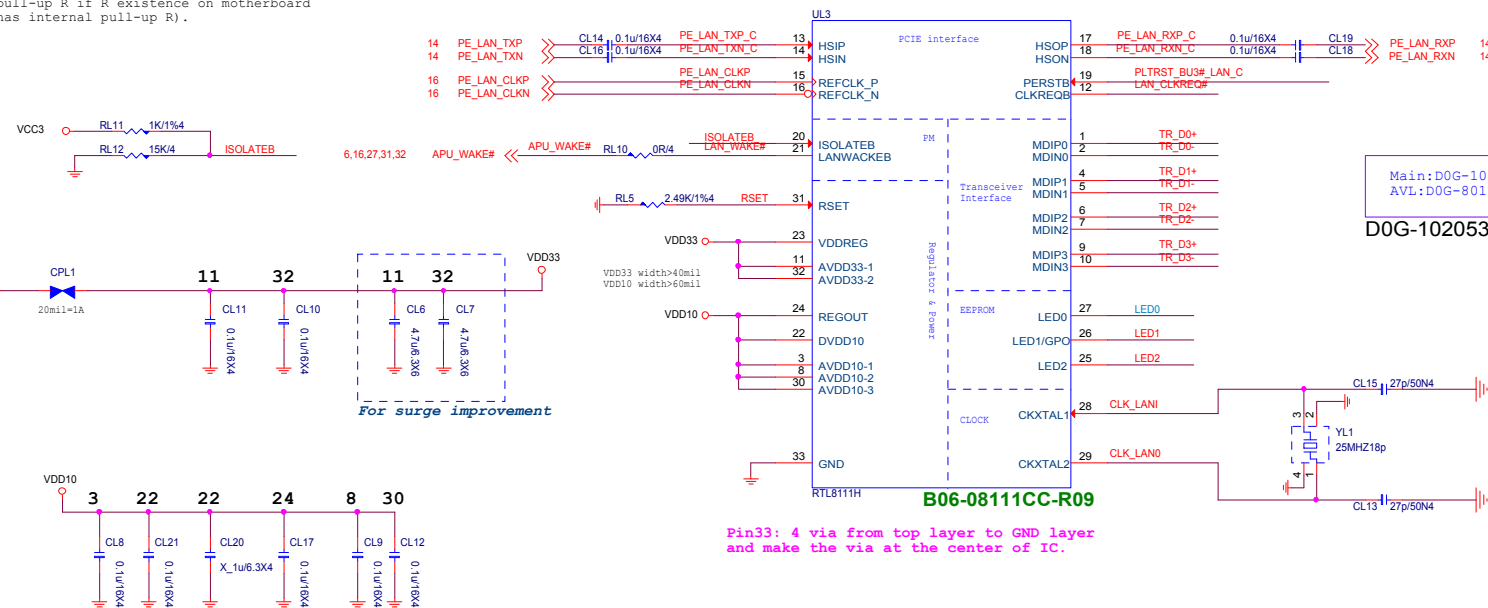 pull-up R if R existence on motherboard
has internal pull-up R).
UL3
14 PE_LAN_TXP CL14 0.1u/16X4 PE_LAN_TXP_C 13 HSIP PCIE interface HSOP 17 PE_LAN_RXP_C 0.1u/16X4 CL19 PE_LAN_RXP 14
14 PE_LAN_TXN CL16 0.1u/16X4 PE_LAN_TXN_C 14 HSIN HSON 18 PE_LAN_RXN_C 0.1u/16X4 CL18 PE_LAN_RXN
16 PE_LAN_CLKP PE_LAN_CLKP 15 REFCLK_P PERSTB 19 PLTRST_BU3#_LAN_C
16 PE_LAN_CLKN PE_LAN_CLKN 16 REFCLK_N CLKREQB 12 LAN_CLKREQ#
VCC3 RL11 1K/1%4
RL12 15K/4 ISOLATEB
ISOLATEB 20 ISOLATEB PM MDIP0 1 TR_D0+
6,16,27,31,32 APU_WAKE# APU_WAKE# RL10 0R/4 LAN_WAKE# 21 LANWACKEB MDIN0 2 TR_D0-
Transceiver Interface MDIP1 4 TR_D1+
MDIN1 5 TR_D1-
Main:D0G-10
AVL:D0G-801
D0G-102053
RL5 2.49K/1%4 RSET 31 RSET MDIP2 6 TR_D2+
MDIN2 7 TR_D2-
VDD33 23 VDDREG Regulator & Power MDIP3 9 TR_D3+
11 AVDD33-1 MDIN3 10 TR_D3-
32 AVDD33-2
VDD33 width>40mil
VDD10 width>60mil
VDD10 24 REGOUT EEPROM LED0 27 LED0
22 DVDD10 LED1/GPO 26 LED1
3 AVDD10-1 LED2 25 LED2
8 AVDD10-2
30 AVDD10-3
CLOCK CKXTAL1 28 CLK_LANI CL15 27p/50N4
3 2
YL1
25MHZ18p
4 1
33 GND CKXTAL2 29 CLK_LAN0 CL13 27p/50N4
RTL8111H
B06-08111CC-R09
Pin33: 4 via from top layer to GND layer
and make the via at the center of IC.
CPL1
20mil=1A
11 32 11 32 VDD33
CL11 CL10 CL6 CL7
0.1u/16X4 0.1u/16X4 4.7u/6.3X6 4.7u/6.3X6
For surge improvement
VDD10
3 22 22 24 8 30
CL8 CL21 CL20 CL17 CL9 CL12
0.1u/16X4 0.1u/16X4 X_1u/6.3X4 0.1u/16X4 0.1u/16X4 0.1u/16X4